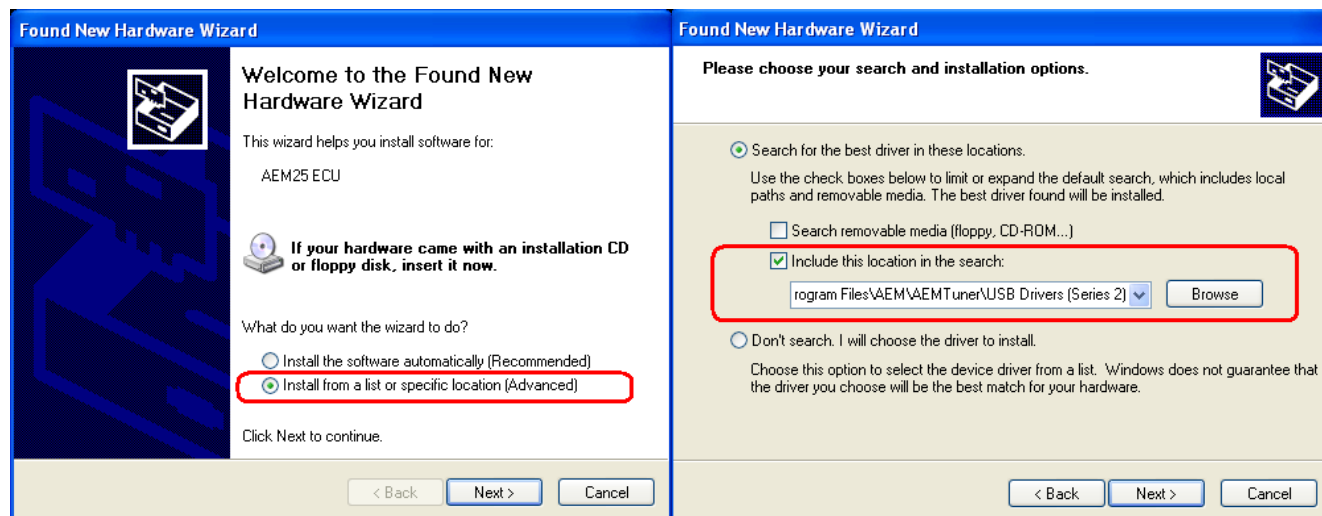 Found New Hardware Wizard
Welcome to the Found New
Hardware Wizard
This wizard helps you install software for:
AEM25 ECU
If your hardware came with an installation CD
or floppy disk, insert it now.
What do you want the wizard to do?
Install the software automatically (Recommended)
Install from a list or specific location (Advanced)
Click Next to continue.
< Back
Next >
Cancel
Found New Hardware Wizard
Please choose your search and installation options.
Search for the best driver in these locations.
Use the check boxes below to limit or expand the default search, which includes local
paths and removable media. The best driver found will be installed.
Search removable media (floppy, CD-ROM...)
Include this location in the search:
rogram Files\AEM\AEMTuner\USB Drivers (Series 2)
Browse
Don't search. I will choose the driver to install.
Choose this option to select the device driver from a list. Windows does not guarantee that
the driver you choose will be the best match for your hardware.
< Back
Next >
Cancel